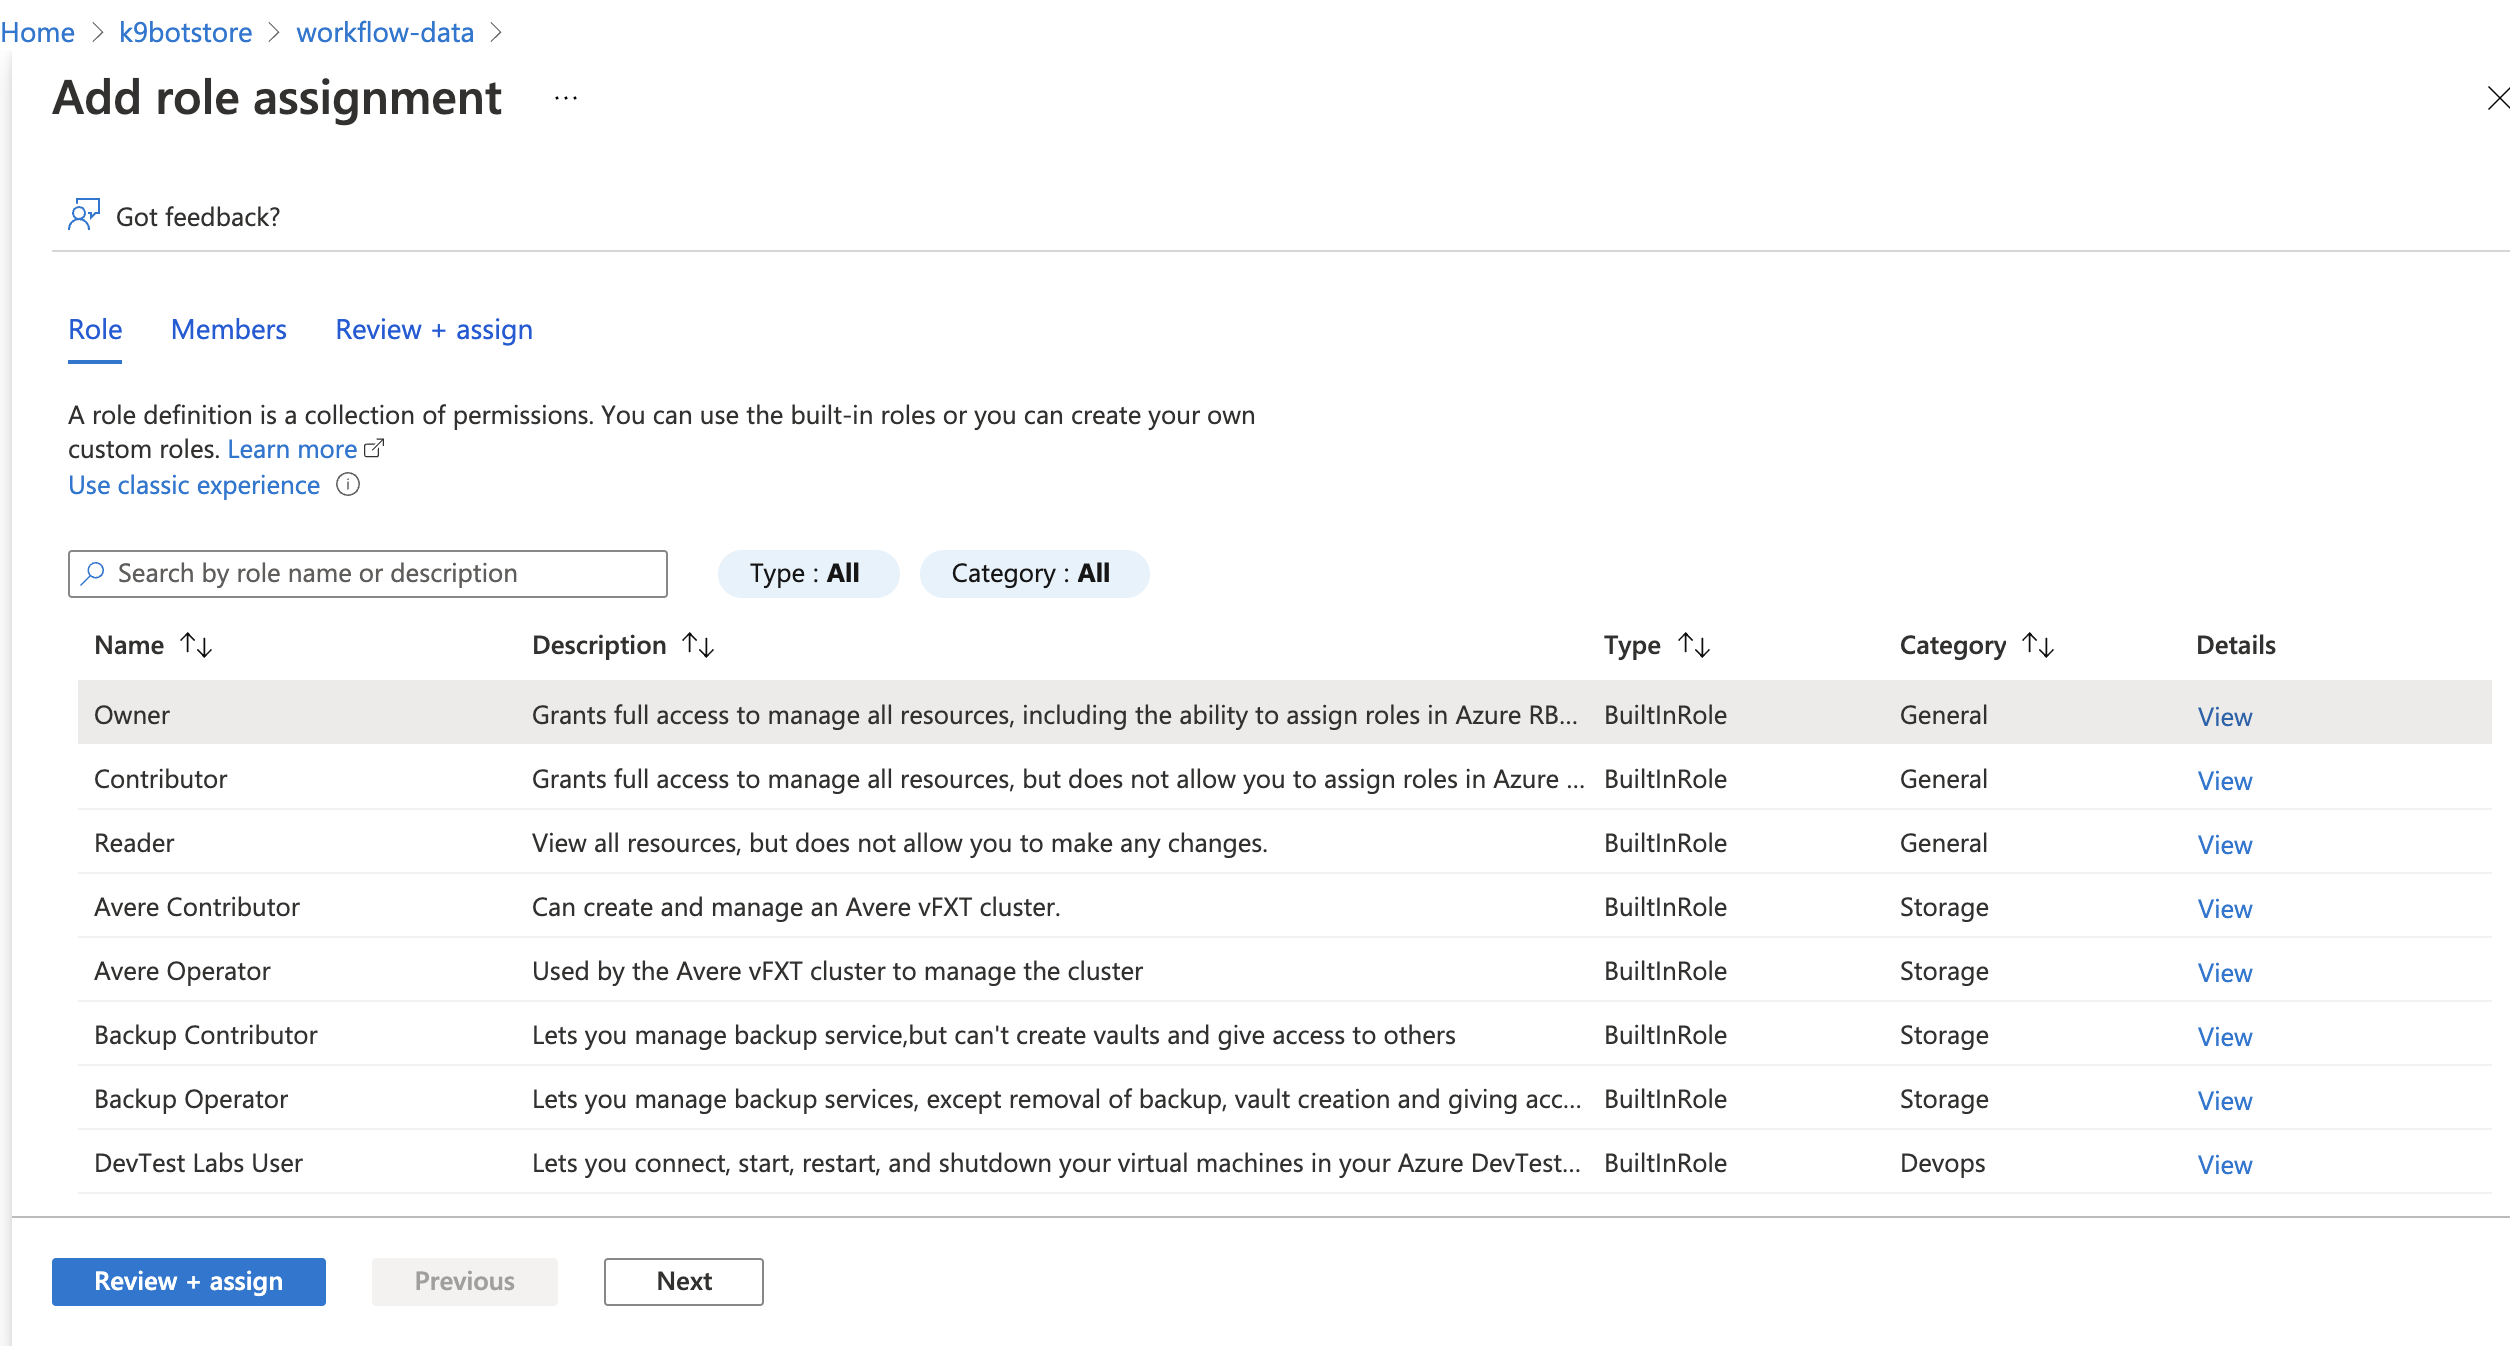 Home > k9botstore > workflow-data >
Add role assignment ...
Got feedback?
Role Members Review + assign
A role definition is a collection of permissions. You can use the built-in roles or you can create your own
custom roles. Learn more
Use classic experience
Search by role name or description Type : All Category : All
Name ↑↓ Description ↑↓ Type ↑↓ Category ↑↓ Details
Owner Grants full access to manage all resources, including the ability to assign roles in Azure RB... BuiltInRole General View
Contributor Grants full access to manage all resources, but does not allow you to assign roles in Azure ... BuiltInRole General View
Reader View all resources, but does not allow you to make any changes. BuiltInRole General View
Avere Contributor Can create and manage an Avere vFXT cluster. BuiltInRole Storage View
Avere Operator Used by the Avere vFXT cluster to manage the cluster BuiltInRole Storage View
Backup Contributor Lets you manage backup service,but can't create vaults and give access to others BuiltInRole Storage View
Backup Operator Lets you manage backup services, except removal of backup, vault creation and giving acc... BuiltInRole Storage View
DevTest Labs User Lets you connect, start, restart, and shutdown your virtual machines in your Azure DevTest... BuiltInRole Devops View
Review + assign Previous Next